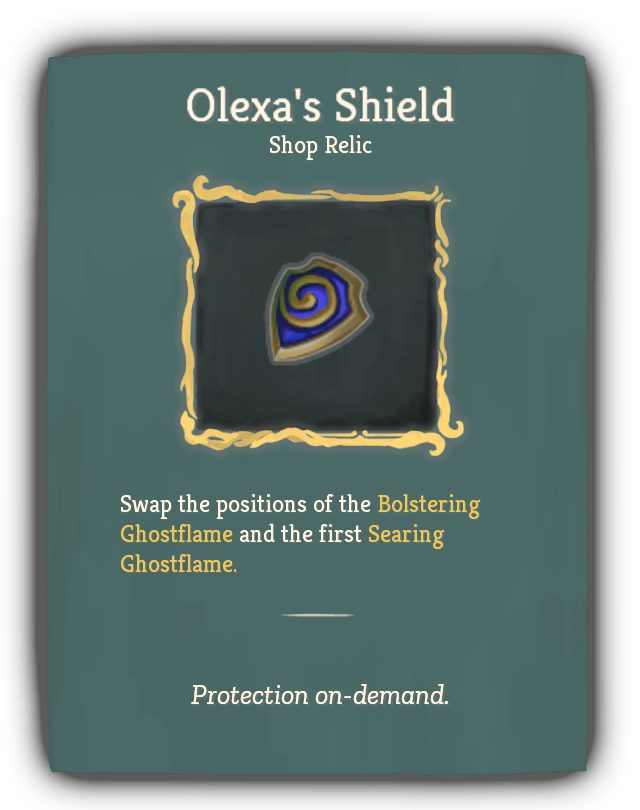 Olexa's Shield
Shop Relic
Swap the positions of the Bolstering
Ghostflame and the first Searing
Ghostflame.
Protection on-demand.